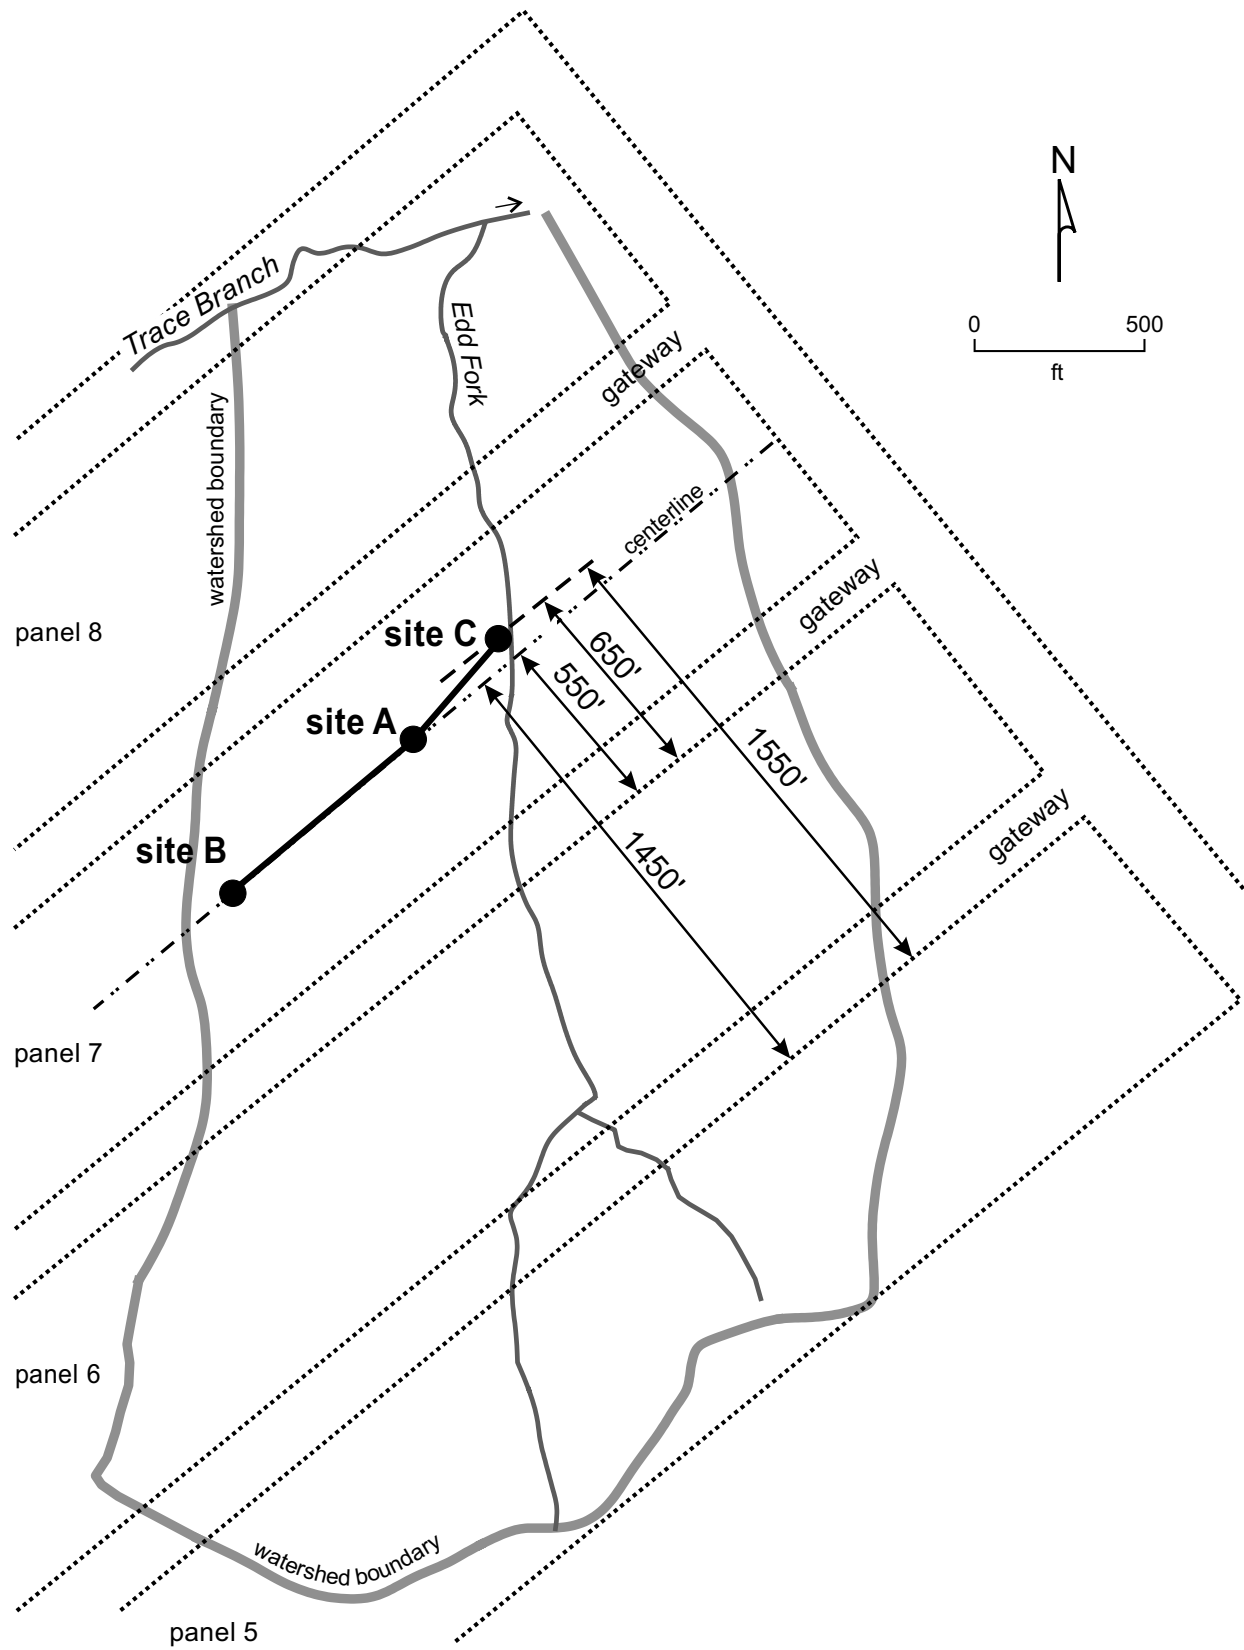 N
0 500
ft
Trace Branch
Edd Fork
gateway
watershed boundary
centerline
gateway
panel 8
site C
650'
550'
site A
1550'
gateway
1450'
site B
panel 7
panel 6
watershed boundary
panel 5